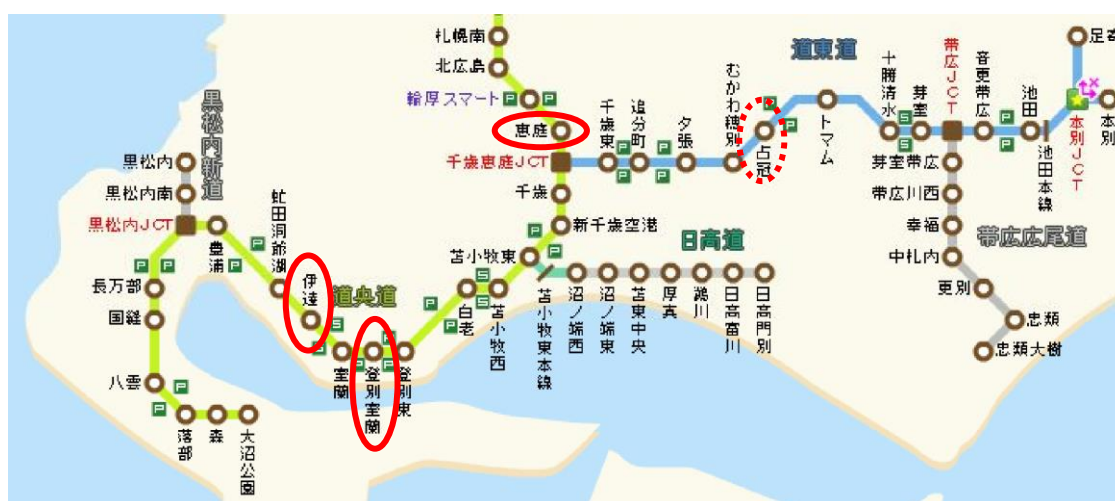 札幌南
北広島
輪厚スマート
恵庭
千歳恵庭JCT
千歳
新千歳空港
苫小牧東
千歳東
追分町
夕張
むかわ穂別
占冠
道東道
トマム
十勝清水
芽室
帯広JCT
音更帯広
池田
池田本線
本別JCT
本別
足寄
芽室帯広
帯広川西
幸福
中札内
更別
忠類
忠類大樹
帯広広尾道
日高道
苫小牧東本線
沼ノ端西
沼ノ端東
苫東中央
厚真
鵡川
日高富川
日高門別
苫小牧西
白老
登別東
登別室蘭
室蘭
道央道
伊達
虻田洞爺湖
豊浦
黒松内新道
黒松内
黒松内南
黒松内JCT
長万部
国縫
八雲
落部
森
大沼公園
P
S